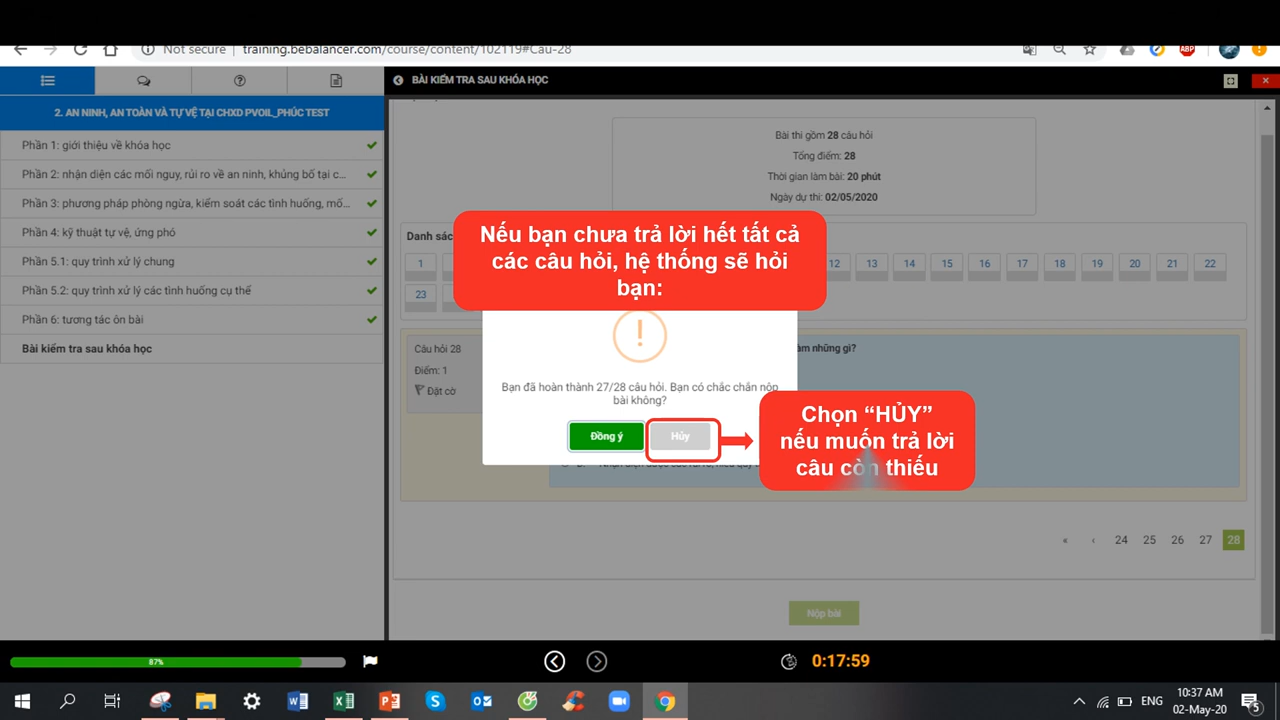 Not secure | training.bebalancer.com/course/content/102119#Cau-28
ABP
BÀI KIỂM TRA SAU KHÓA HỌC
2. AN NINH, AN TOÀN VÀ TỰ VỆ TẠI CHXD PVOIL_PHÚC TEST
Phần 1: giới thiệu về khóa học
Phần 2: nhận diện các mối nguy, rủi ro về an ninh, khủng bố tại c...
Phần 3: phương pháp phòng ngừa, kiểm soát các tình huống, mố...
Phần 4: kỹ thuật tự vệ, ứng phó
Phần 5.1: quy trình xử lý chung
Phần 5.2: quy trình xử lý các tình huống cụ thể
Phần 6: tương tác ôn bài
Bài kiểm tra sau khóa học
Bài thi gồm 28 câu hỏi
Tổng điểm: 28
Thời gian làm bài: 20 phút
Ngày dự thi: 02/05/2020
Nếu bạn chưa trả lời hết tất cả
các câu hỏi, hệ thống sẽ hỏi
bạn:
Danh sác
1 12 13 14 15 16 17 18 19 20 21 22
23
Câu hỏi 28
Điểm: 1
Đặt cờ
àm những gì?
!
Bạn đã hoàn thành 27/28 câu hỏi. Bạn có chắc chắn nộp
bài không?
Đồng ý Hủy
Chọn “HỦY”
nếu muốn trả lời
câu còn thiếu
« ‹ 24 25 26 27 28
Nộp bài
87%
0:17:59
ENG
10:37 AM
02-May-20
5